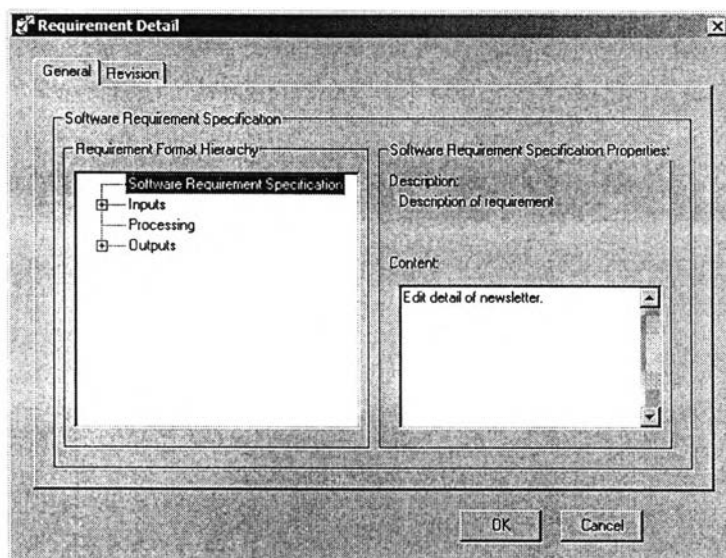 Requirement Detail
General
Revision
Software Requirement Specification
Requirement Format Hierarchy
Software Requirement Specification
Inputs
Processing
Outputs
Software Requirement Specification Properties:
Description:
Description of requirement
Content:
Edit detail of newsletter.
OK
Cancel